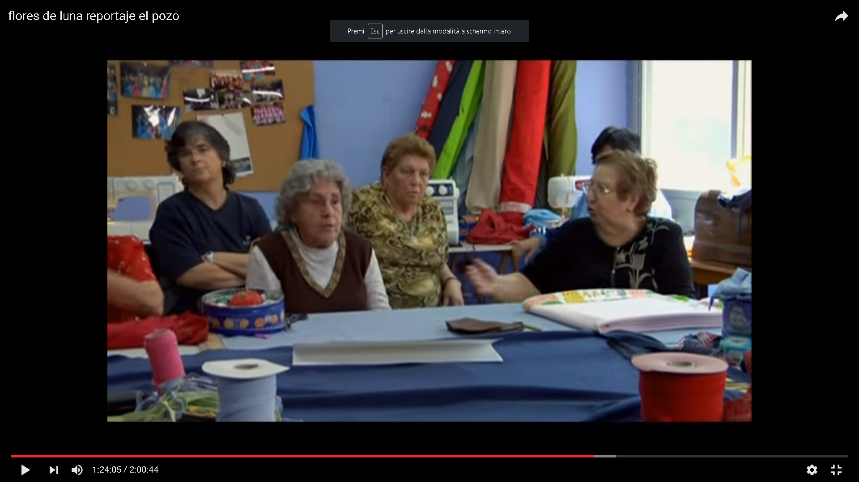 flores de luna reportaje el pozo
Premi Esc per uscire dalla modalità a schermo intero
1:24:05 / 2:00:44